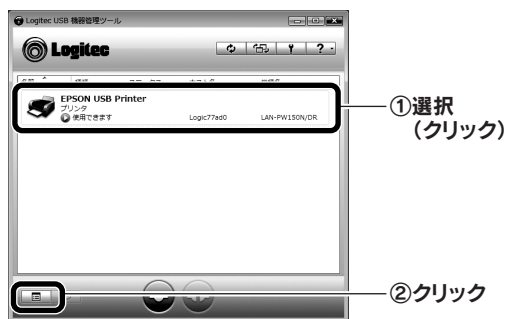 Logitec USB 機器管理ツール
Logitec
?
EPSON USB Printer
プリンタ
使用できます Logic77ad0 LAN-PW150N/DR
①選択
(クリック)
②クリック